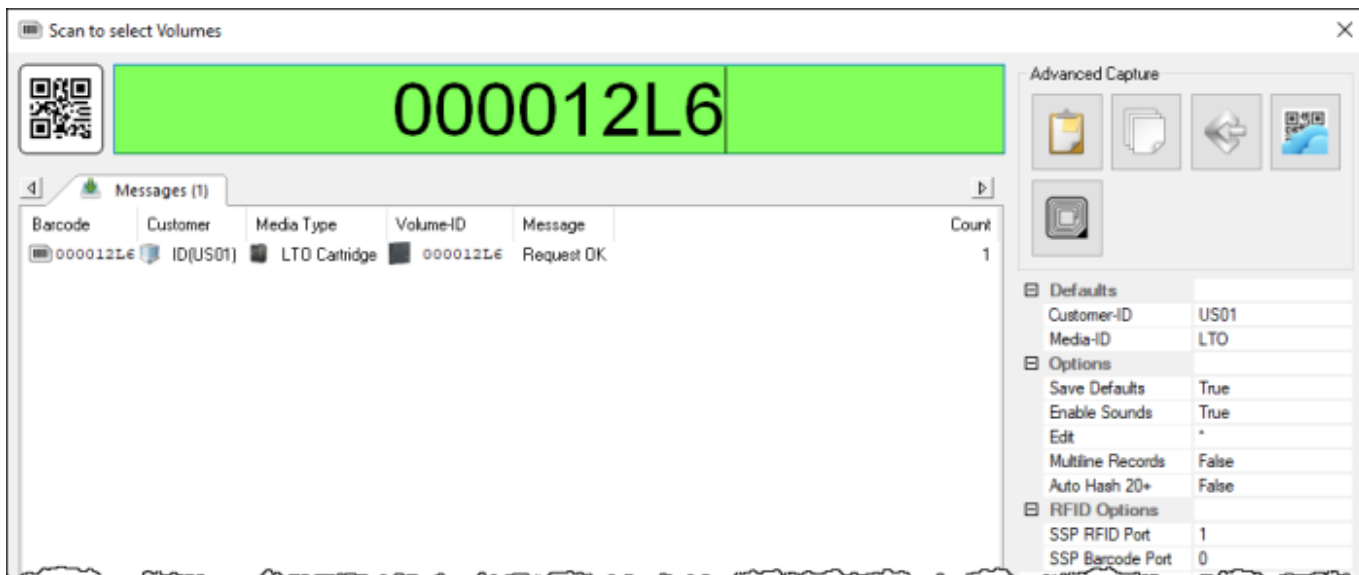 Scan to select Volumes
000012L6
Messages (1)
Barcode Customer Media Type Volume-ID Message Count
000012L6 ID(US01) LTO Cartridge 000012L6 Request OK 1
Advanced Capture
Defaults
Customer-ID US01
Media-ID LTO
Options
Save Defaults True
Enable Sounds True
Edit *
Multiline Records False
Auto Hash 20+ False
RFID Options
SSP RFID Port 1
SSP Barcode Port 0